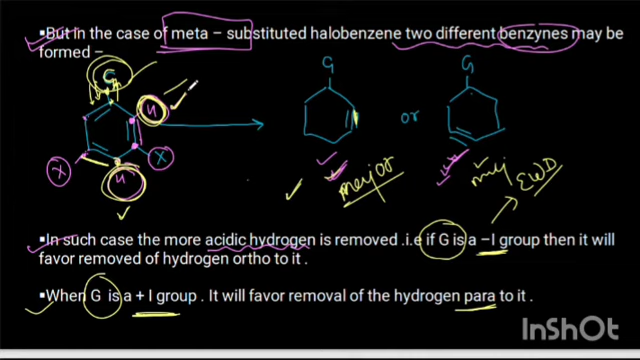 ▪But in the case of meta – substituted halobenzene two different benzynes may be
formed –
G
G
G
H
X
or
X
H
major
maj
EWD
▪In such case the more acidic hydrogen is removed .i.e if G is a –I group then it will
favor removed of hydrogen ortho to it .
▪When G is a + I group . It will favor removal of the hydrogen para to it .
InShOt